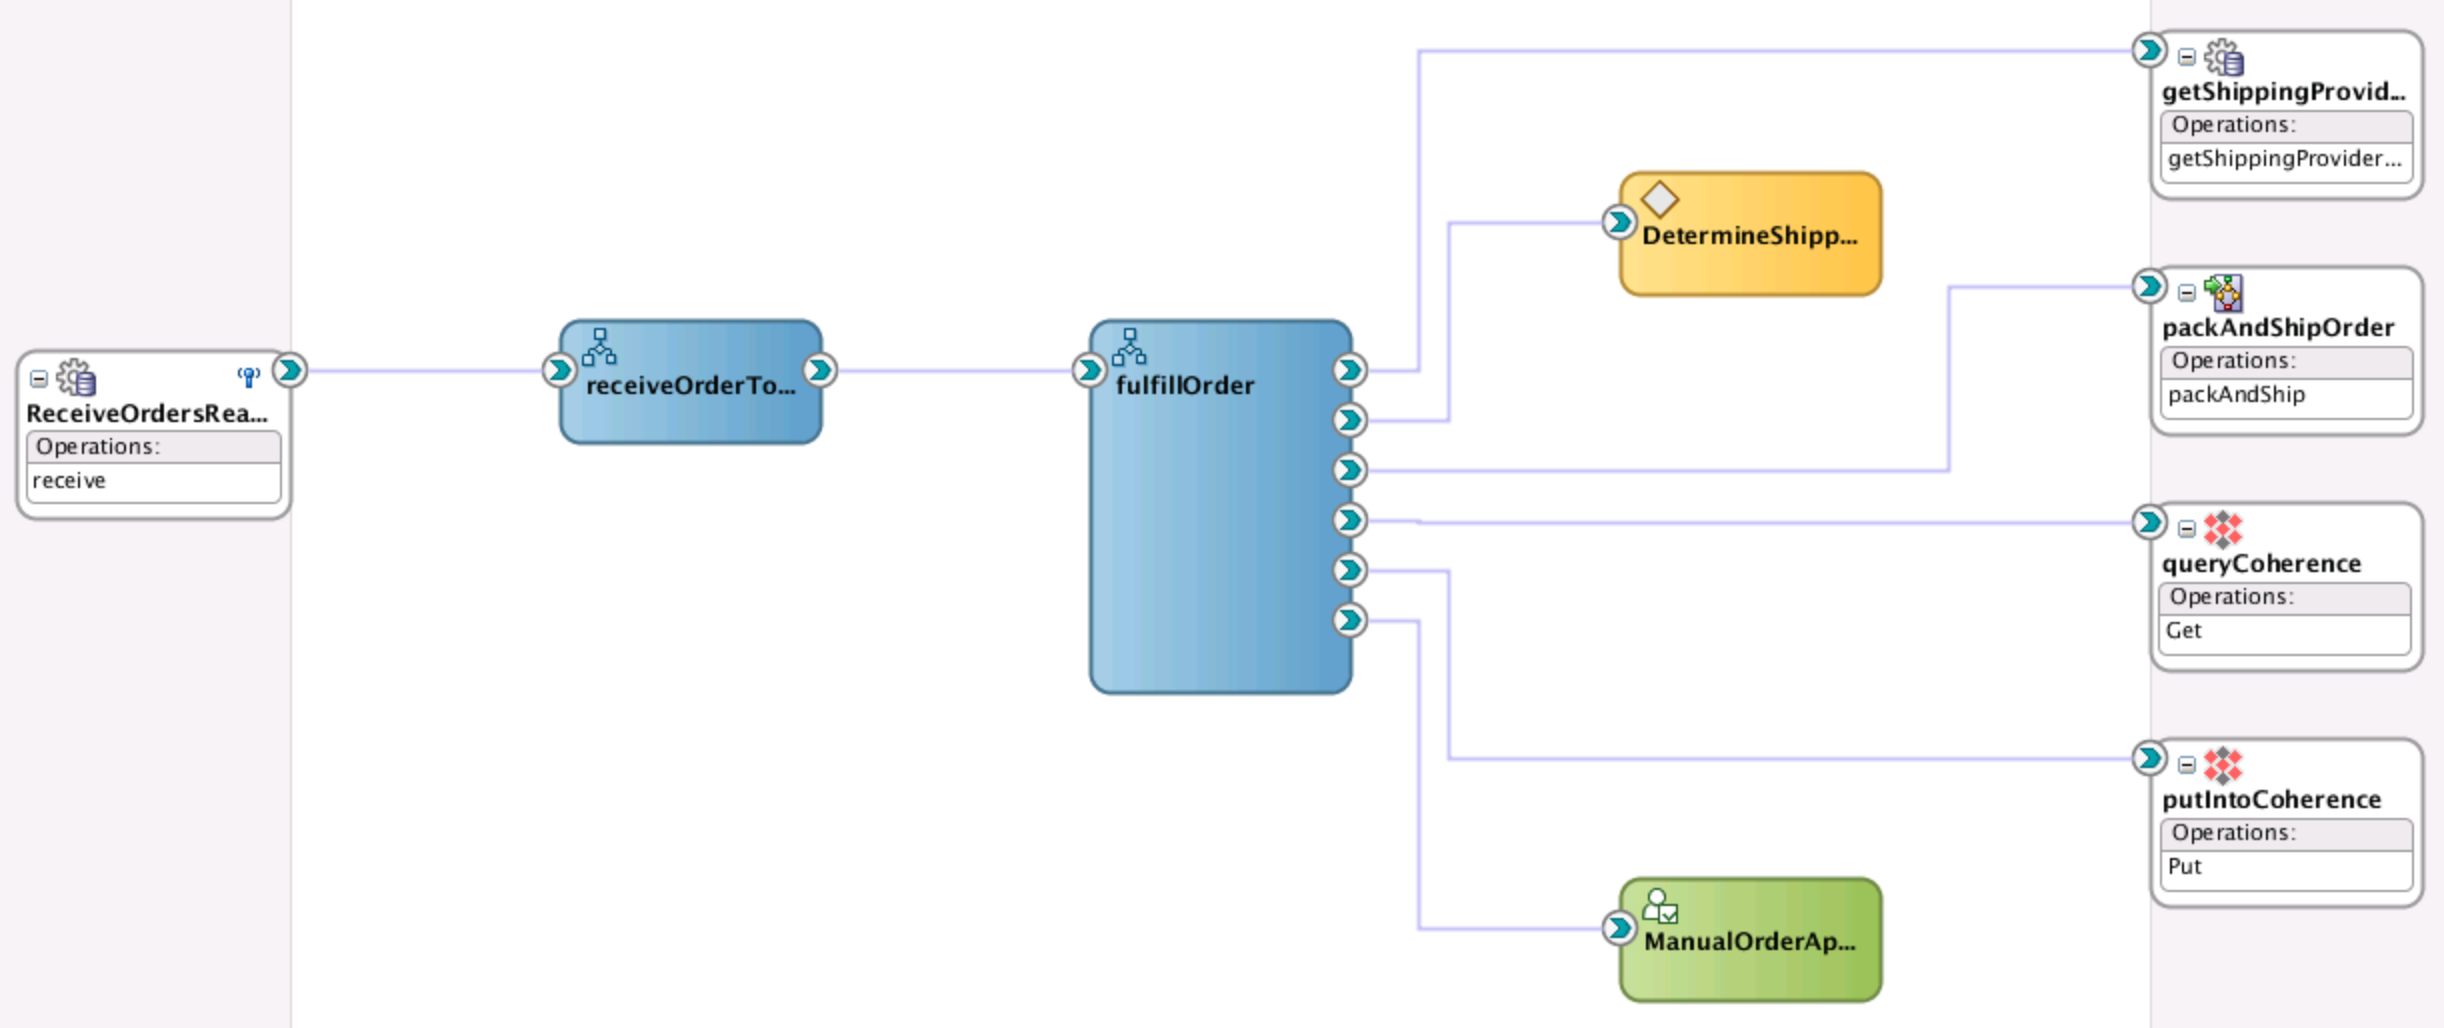 ReceiveOrdersRea...
Operations:
receive
receiveOrderTo...
fulfillOrder
DetermineShipp...
ManualOrderAp...
getShippingProvid...
Operations:
getShippingProvider...
packAndShipOrder
Operations:
packAndShip
queryCoherence
Operations:
Get
putIntoCoherence
Operations:
Put